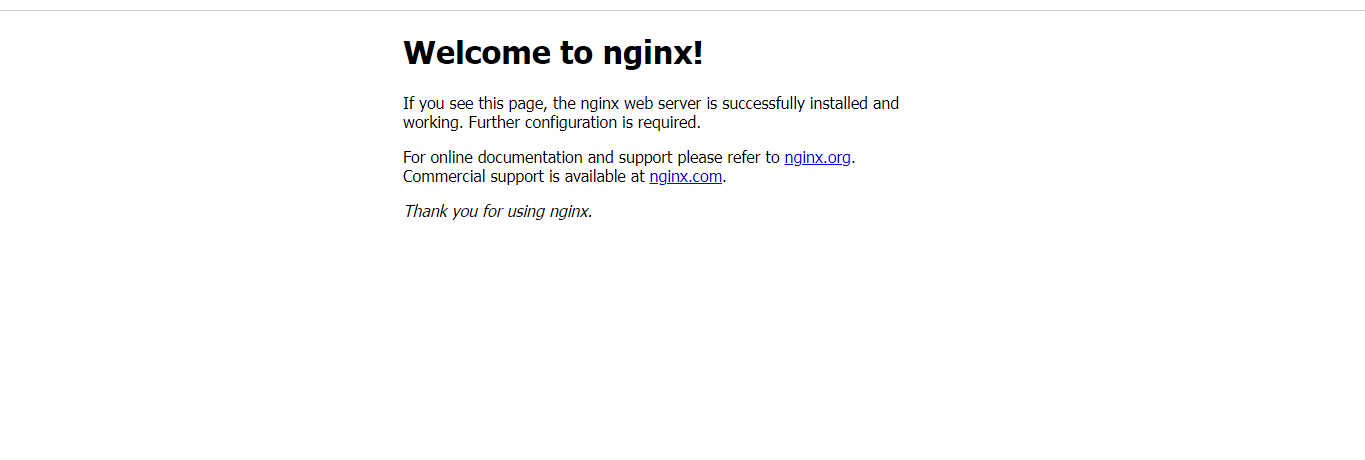 Welcome to nginx!
If you see this page, the nginx web server is successfully installed and
working. Further configuration is required.
For online documentation and support please refer to nginx.org.
Commercial support is available at nginx.com.
Thank you for using nginx.